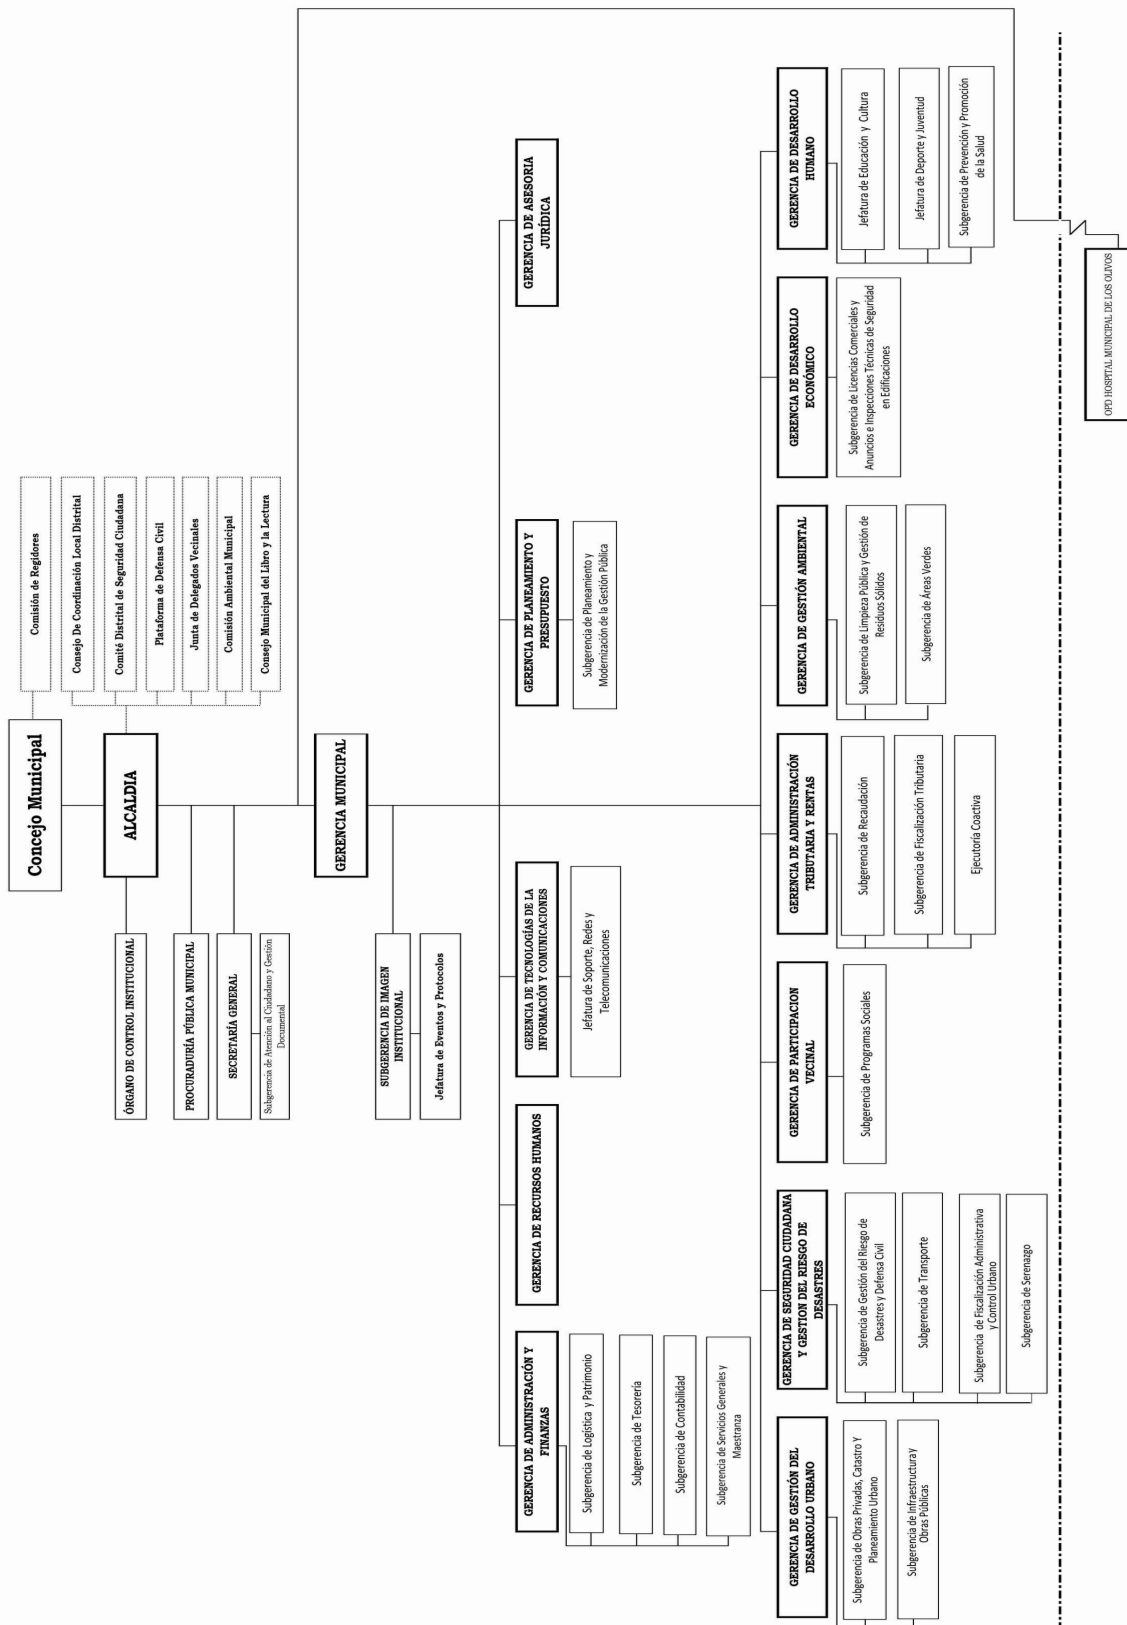 Concejo Municipal
Comisión de Regidores
ALCALDIA
Consejo De Coordinación Local Distrital
Comité Distrital de Seguridad Ciudadana
Plataforma de Defensa Civil
Junta de Delegados Vecinales
Comisión Ambiental Municipal
Consejo Municipal del Libro y la Lectura
ÓRGANO DE CONTROL INSTITUCIONAL
PROCURADURÍA PÚBLICA MUNICIPAL
SECRETARÍA GENERAL
Subgerencia de Atención al Ciudadano y Gestión
Documental
GERENCIA MUNICIPAL
SUBGERENCIA DE IMAGEN
INSTITUCIONAL
Jefatura de Eventos y Protocolos
GERENCIA DE ADMINISTRACIÓN Y
FINANZAS
Subgerencia de Logística y Patrimonio
Subgerencia de Tesorería
Subgerencia de Contabilidad
Subgerencia de Servicios Generales y
Maestranza
GERENCIA DE RECURSOS HUMANOS
GERENCIA DE TECNOLOGÍAS DE LA
INFORMACIÓN Y COMUNICACIONES
Jefatura de Soporte, Redes y
Telecomunicaciones
GERENCIA DE PLANEAMIENTO Y
PRESUPUESTO
Subgerencia de Planeamiento y
Modernización de la Gestión Pública
GERENCIA DE ASESORIA
JURÍDICA
GERENCIA DE GESTIÓN DEL
DESARROLLO URBANO
Subgerencia de Obras Privadas, Catastro Y
Planeamiento Urbano
Subgerencia de Infraestructura y
Obras Públicas
GERENCIA DE SEGURIDAD CIUDADANA
Y GESTION DEL RIESGO DE
DESASTRES
Subgerencia de Gestión del Riesgo de
Desastres y Defensa Civil
Subgerencia de Transporte
Subgerencia de Fiscalización Administrativa
y Control Urbano
Subgerencia de Serenazgo
GERENCIA DE PARTICIPACION
VECINAL
Subgerencia de Programas Sociales
GERENCIA DE ADMINISTRACIÓN
TRIBUTARIA Y RENTAS
Subgerencia de Recaudación
Subgerencia de Fiscalización Tributaria
Ejecutoría Coactiva
GERENCIA DE GESTIÓN AMBIENTAL
Subgerencia de Limpieza Pública y Gestión de
Residuos Sólidos
Subgerencia de Áreas Verdes
GERENCIA DE DESARROLLO
ECONÓMICO
Subgerencia de Licencias Comerciales y
Anuncios e Inspecciones Técnicas de Seguridad
en Edificaciones
GERENCIA DE DESARROLLO
HUMANO
Jefatura de Educación y Cultura
Jefatura de Deporte y Juventud
Subgerencia de Prevención y Promoción
de la Salud
OPD HOSPITAL MUNICIPAL DE LOS OLIVOS